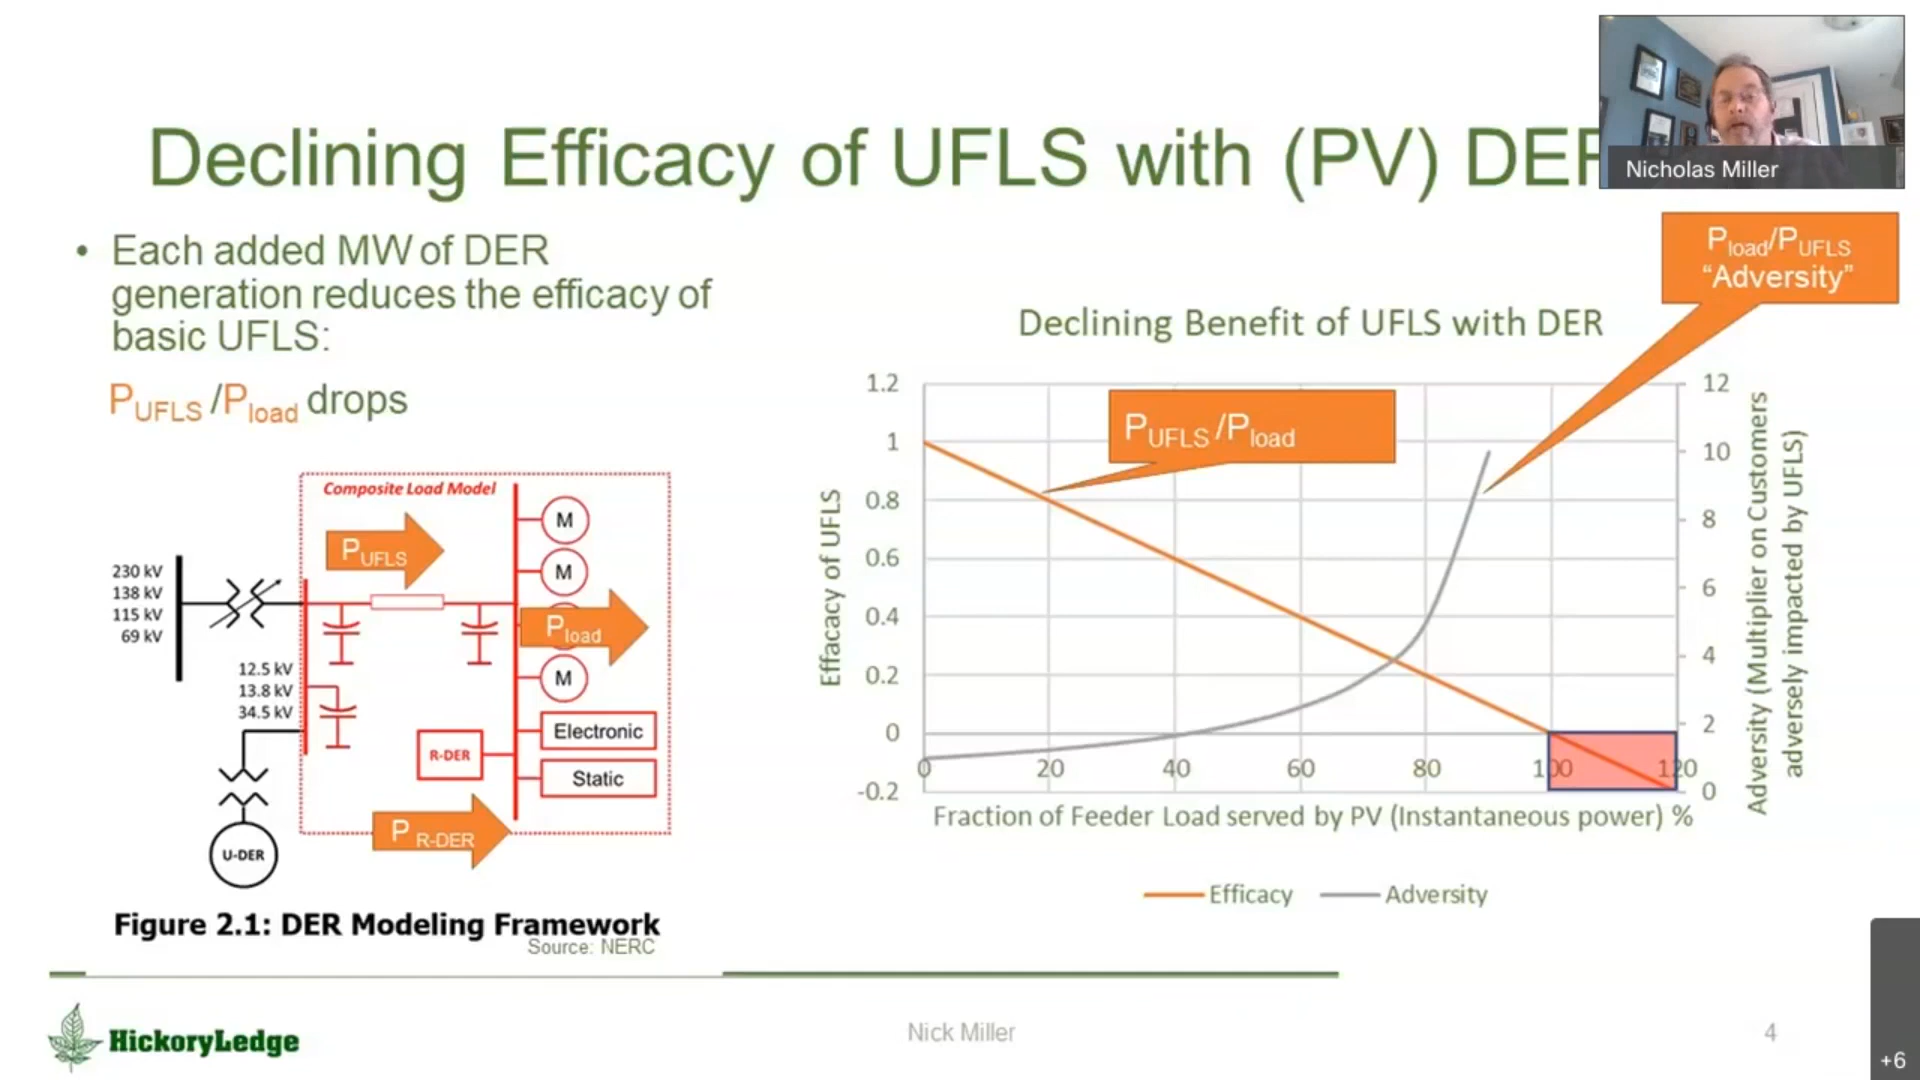 Declining Efficacy of UFLS with (PV) DER
Nicholas Miller
• Each added MW of DER
generation reduces the efficacy of
basic UFLS:
PUFLS /Pload drops
Composite Load Model
PUFLS
M
M
Pload
M
230 kV
138 kV
115 kV
69 kV
12.5 kV
13.8 kV
34.5 kV
R-DER
Electronic
Static
P R-DER
U-DER
Figure 2.1: DER Modeling Framework
Source: NERC
Pload/PUFLS
“Adversity”
Declining Benefit of UFLS with DER
PUFLS /Pload
1.2
1
0.8
0.6
0.4
0.2
0
-0.2
12
10
8
6
4
2
0
0 20 40 60 80 100 120
Effacacy of UFLS
Adversity (Multiplier on Customers
adversely impacted by UFLS)
Fraction of Feeder Load served by PV (Instantaneous power) %
Efficacy Adversity
HickoryLedge
Nick Miller
4
+6